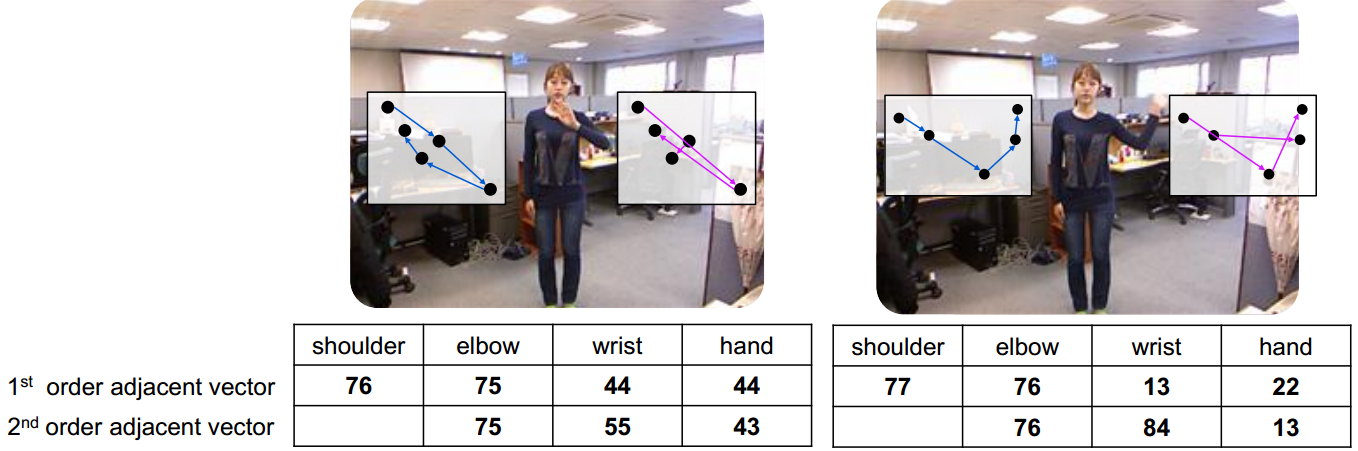 shoulder elbow wrist hand shoulder elbow wrist hand
1st order adjacent vector 76 75 44 44 77 76 13 22
2nd order adjacent vector 75 55 43 76 84 13